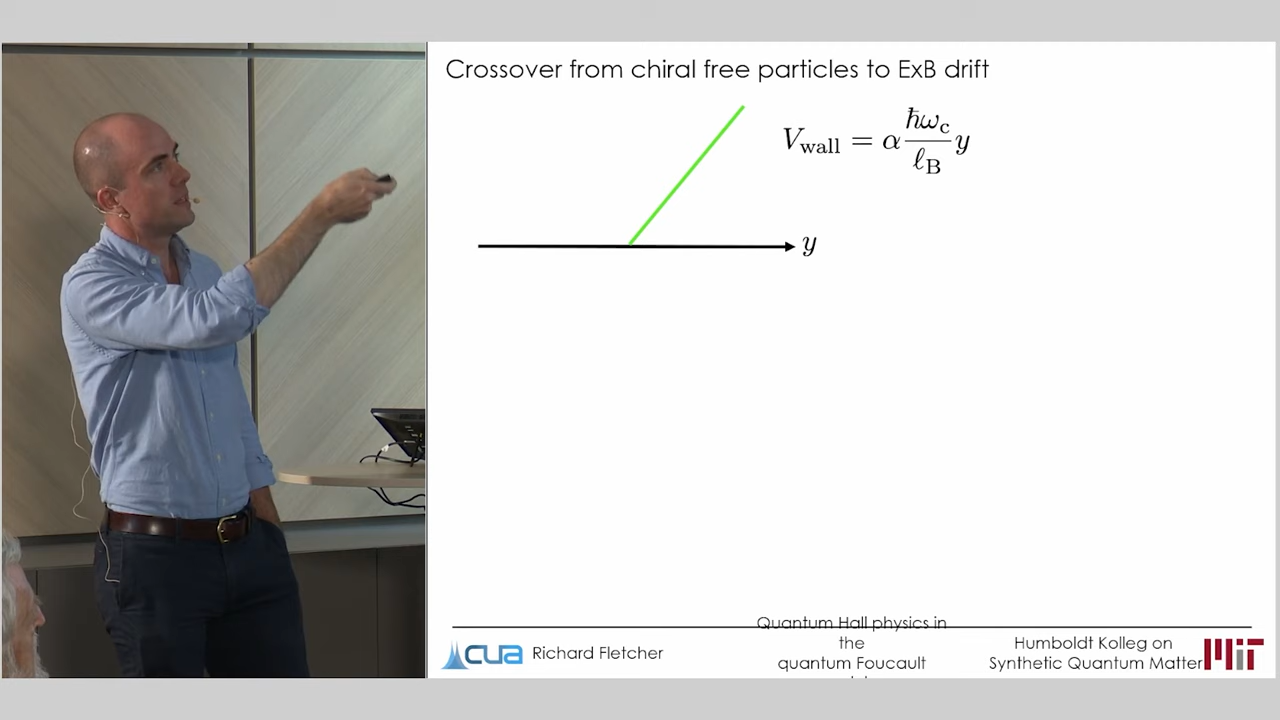 Crossover from chiral free particles to ExB drift
V_wall = α ħω_c / ℓ_B y
y
Quantum Hall physics in
the
quantum Foucault
CUA
Richard Fletcher
Humboldt Kolleg on
Synthetic Quantum Matter
MIT